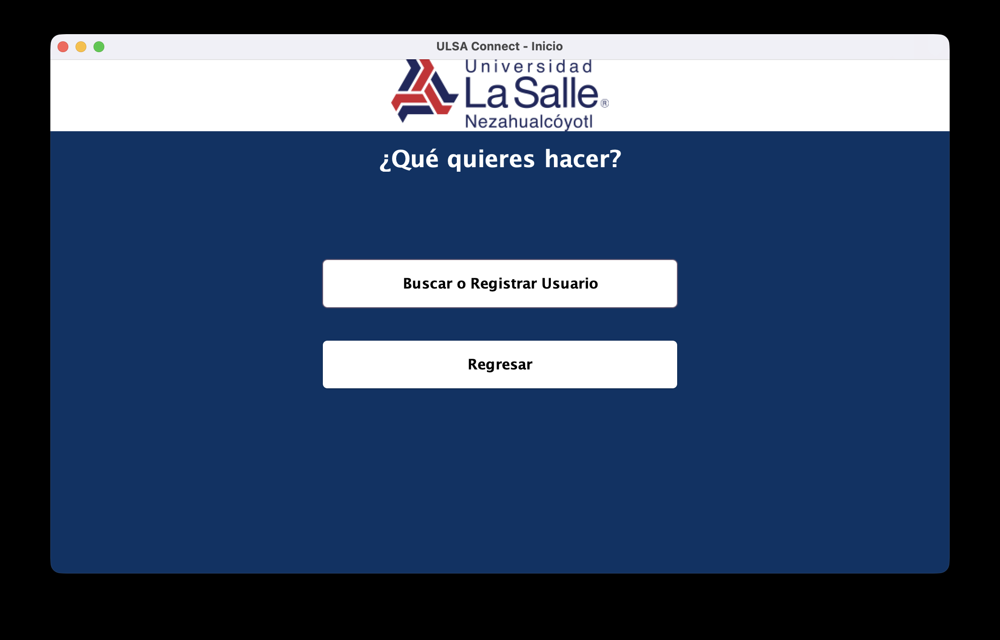 ULSA Connect - Inicio
Universidad
La Salle ®
Nezahualcóyotl
¿Qué quieres hacer?
Buscar o Registrar Usuario
Regresar